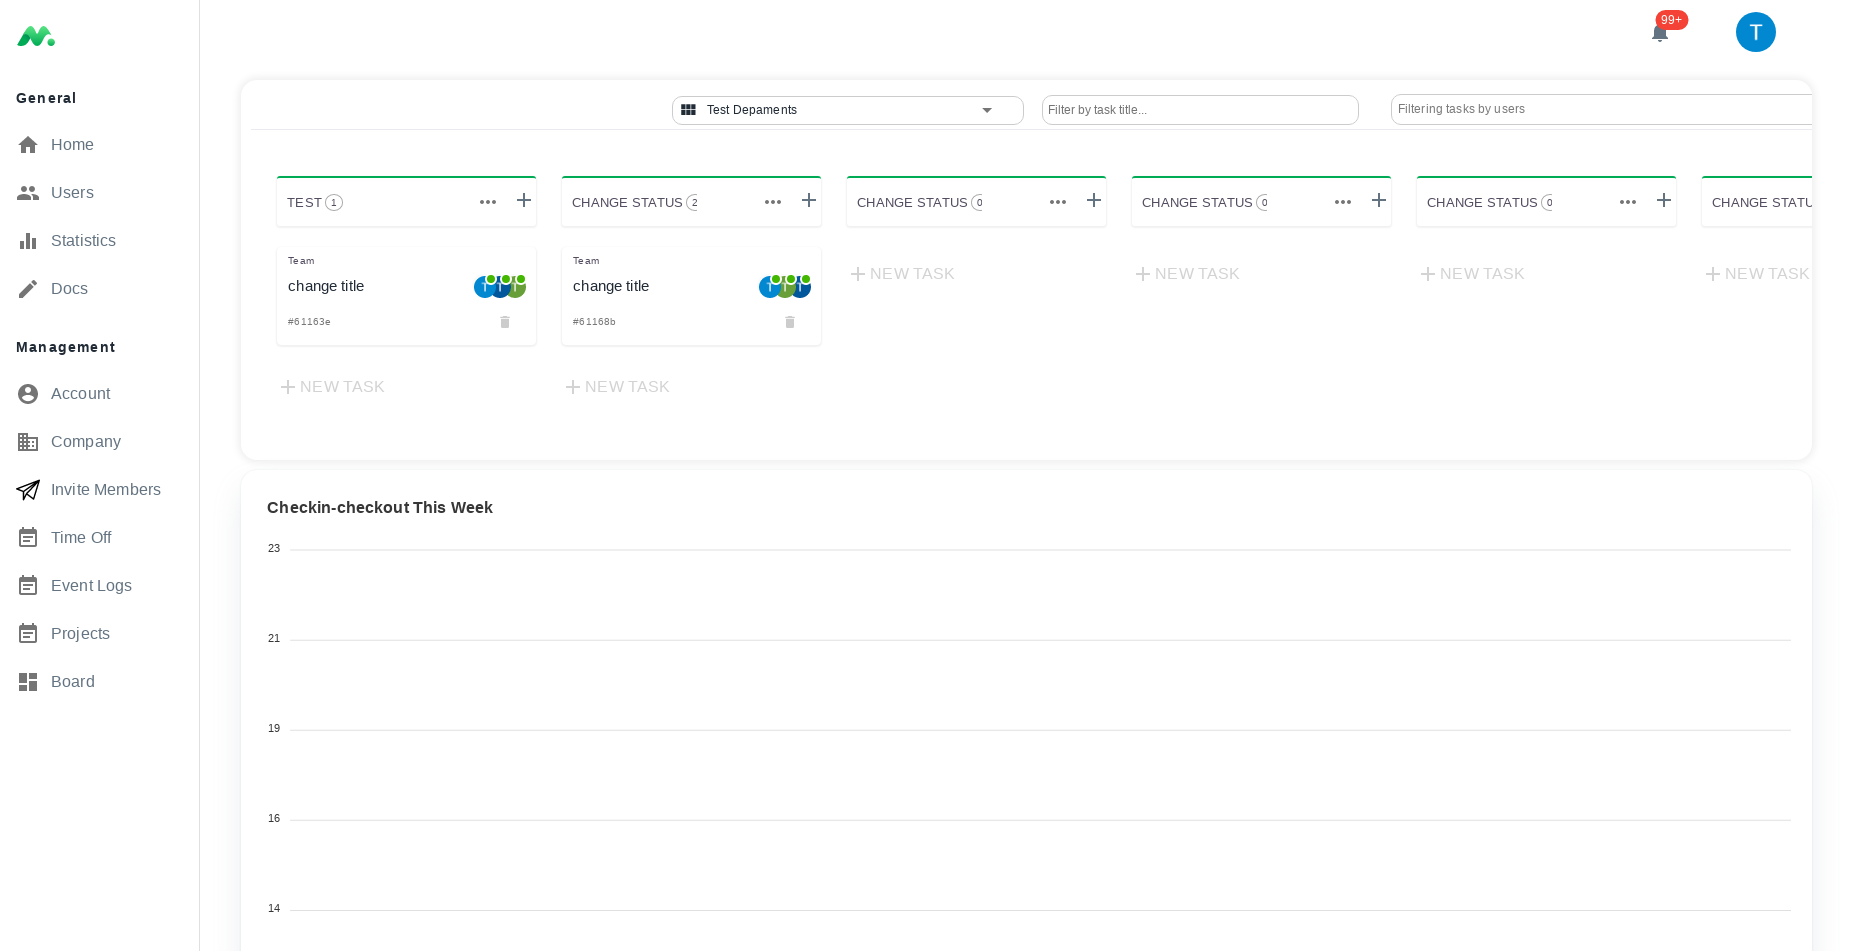 99+
T
General
Home
Users
Statistics
Docs
Management
Account
Company
Invite Members
Time Off
Event Logs
Projects
Board
Test Depaments
Filter by task title...
Filtering tasks by users
TEST 1
CHANGE STATUS 2
CHANGE STATUS 0
CHANGE STATUS 0
CHANGE STATUS 0
CHANGE STATU
Team
change title
T T T
#61163e
NEW TASK
Team
change title
T T T
#61168b
NEW TASK
NEW TASK
NEW TASK
NEW TASK
NEW TASK
Checkin-checkout This Week
23
21
19
16
14